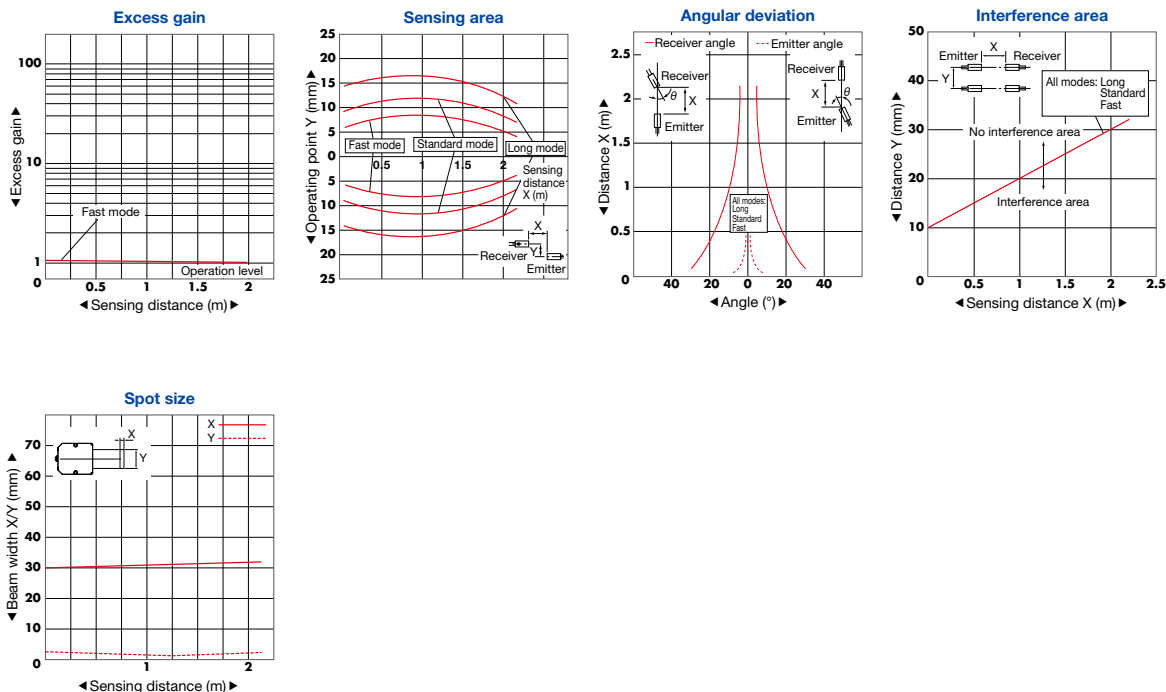 Excess gain
100
10
1
0
Excess gain
Fast mode
Operation level
0.5
1
1.5
2
◄ Sensing distance (m) ►
Sensing area
25
20
15
10
5
0
5
10
15
20
25
◄ Operating point Y (mm) ►
Fast mode
Standard mode
Long mode
0.5
1
2
Sensing
distance
X (m)
X
Y
Receiver
Emitter
Angular deviation
Receiver angle
Emitter angle
2.5
2
1.5
1
0.5
0
◄ Distance X (m) ►
Receiver
θ
X
Emitter
Receiver
X
θ
Emitter
All modes:
Long
Standard
Fast
40
20
0
20
40
◄ Angle (°) ►
Interference area
50
40
30
20
10
0
◄ Distance Y (mm) ►
Emitter
X
Receiver
Y
All modes: Long
Standard
Fast
No interference area
Interference area
0.5
1.0
1.5
2.0
2.5
◄ Sensing distance X (m) ►
Spot size
70
60
50
40
30
20
10
0
◄ Beam width X/Y (mm) ►
X
Y
X
Y
1
2
◄ Sensing distance (m) ►